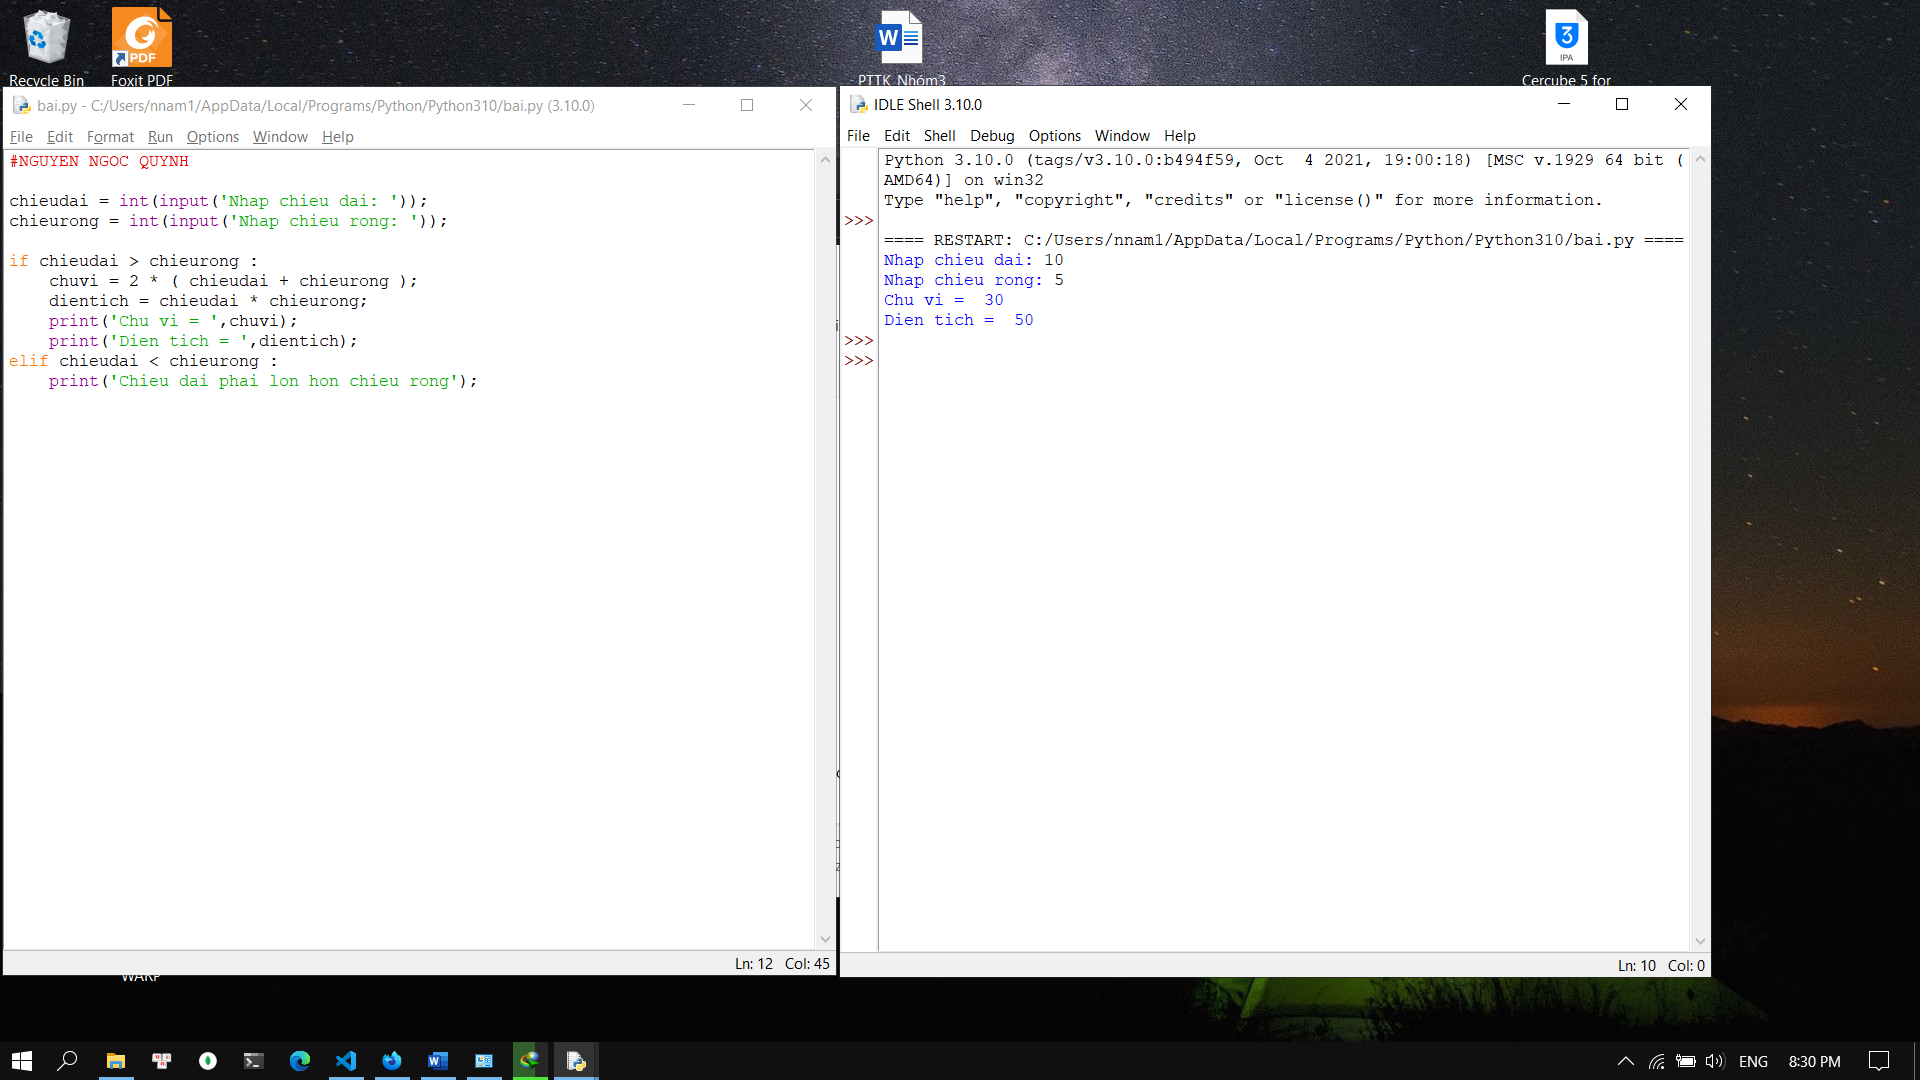 Recycle Bin
Foxit PDF
PTTK_Nhóm3
IPA
Cercube 5 for
bai.py - C:/Users/nnam1/AppData/Local/Programs/Python/Python310/bai.py (3.10.0)
File Edit Format Run Options Window Help
#NGUYEN NGOC QUYNH
chieudai = int(input('Nhap chieu dai: '));
chieurong = int(input('Nhap chieu rong: '));
if chieudai > chieurong :
    chuvi = 2 * ( chieudai + chieurong );
    dientich = chieudai * chieurong;
    print('Chu vi = ',chuvi);
    print('Dien tich = ',dientich);
elif chieudai < chieurong :
    print('Chieu dai phai lon hon chieu rong');
Ln: 12 Col: 45
IDLE Shell 3.10.0
File Edit Shell Debug Options Window Help
Python 3.10.0 (tags/v3.10.0:b494f59, Oct  4 2021, 19:00:18) [MSC v.1929 64 bit (
AMD64)] on win32
Type "help", "copyright", "credits" or "license()" for more information.
>>>
==== RESTART: C:/Users/nnam1/AppData/Local/Programs/Python/Python310/bai.py ====
Nhap chieu dai: 10
Nhap chieu rong: 5
Chu vi =  30
Dien tich =  50
>>>
>>>
Ln: 10 Col: 0
WARP
ENG
8:30 PM